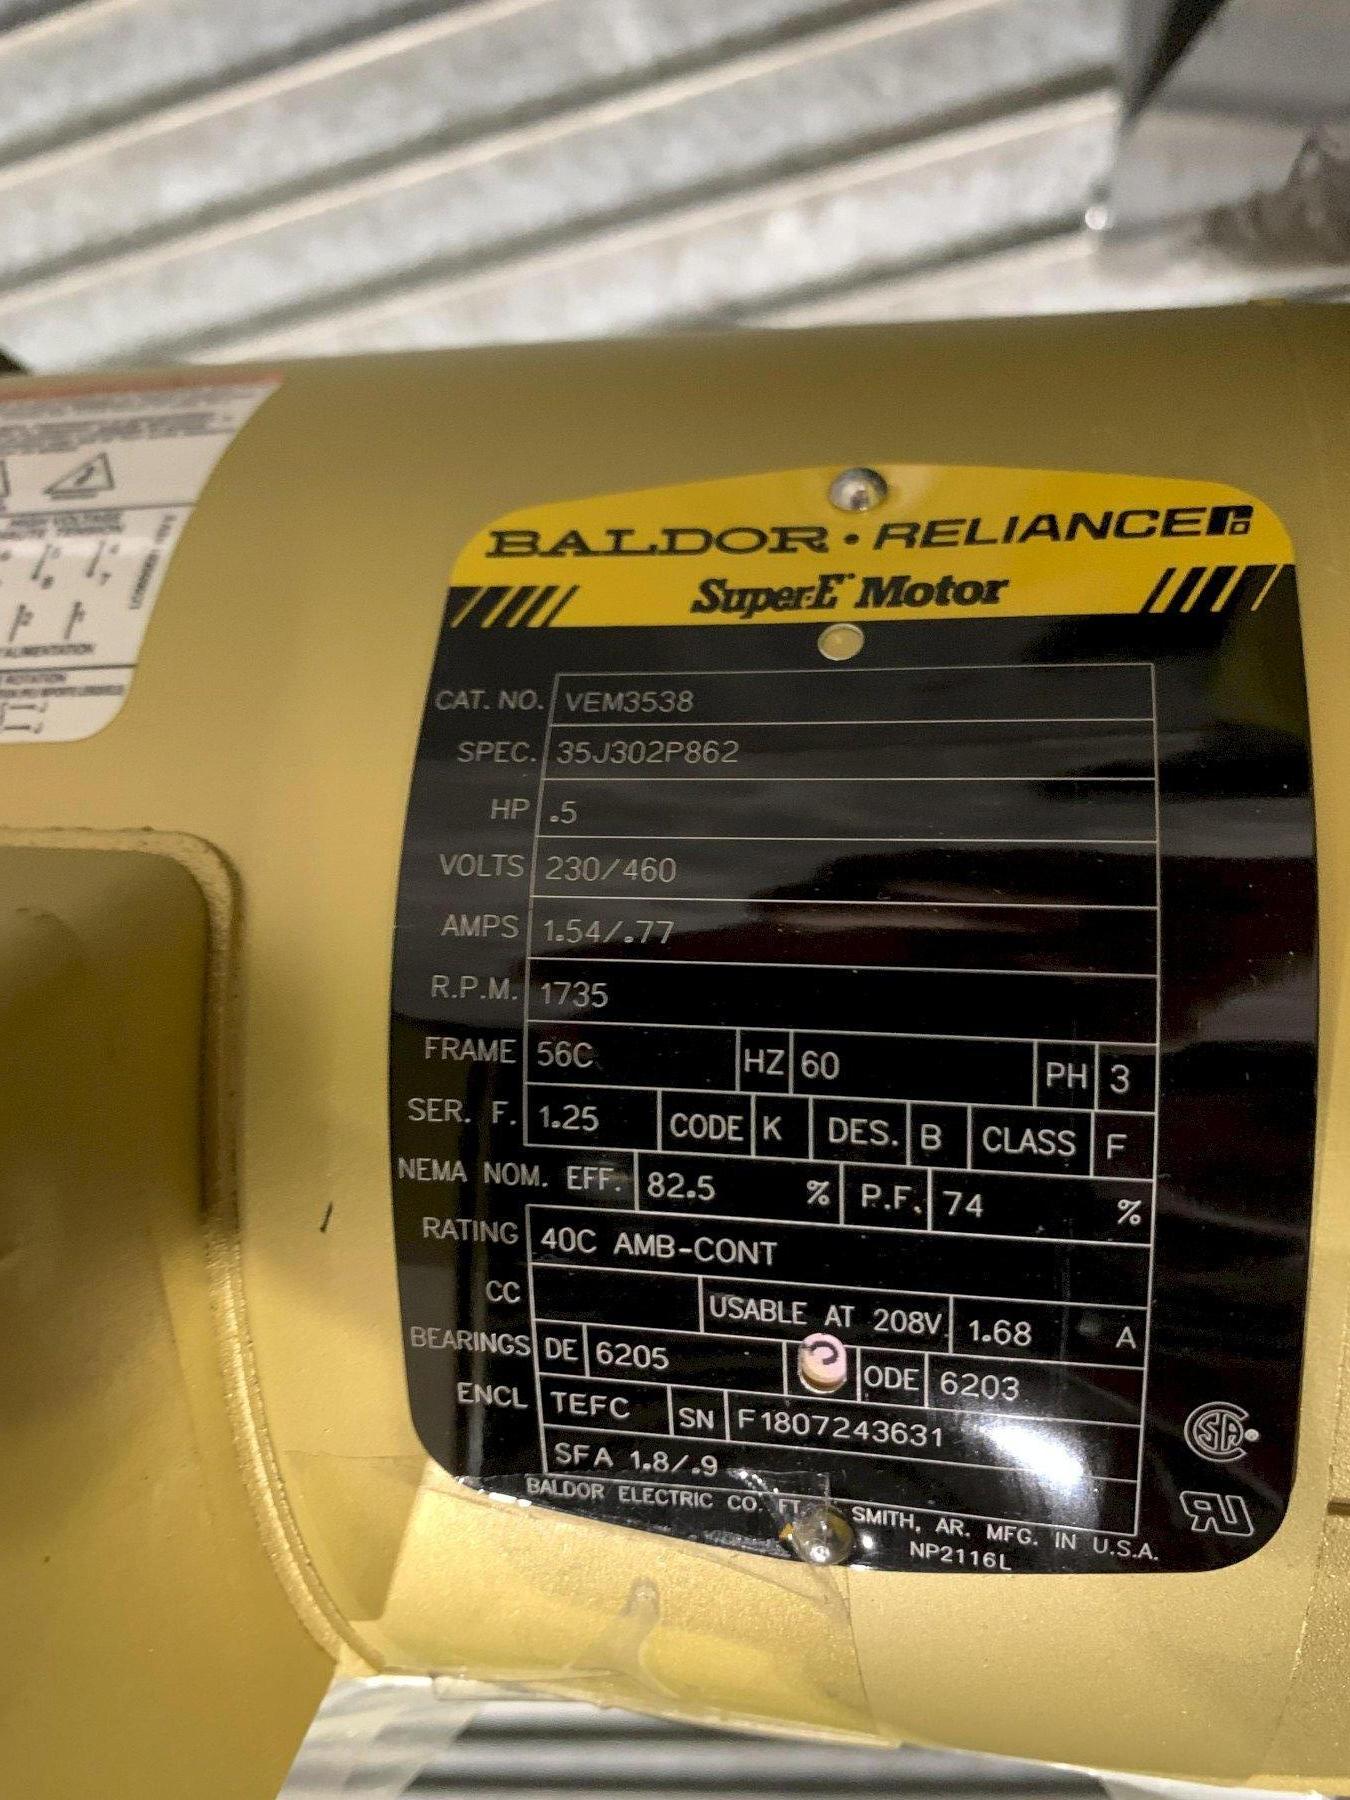 BALDOR • RELIANCE
Super-E Motor
CAT. NO. VEM3538
SPEC. 35J302P862
HP .5
VOLTS 230/460
AMPS 1.54/.77
R.P.M. 1735
FRAME 56C HZ 60 PH 3
SER. F. 1.25 CODE K DES. B CLASS F
NEMA NOM. EFF. 82.5 % P.F. 74 %
RATING 40C AMB-CONT
CC USABLE AT 208V 1.68 A
BEARINGS DE 6205 ODE 6203
ENCL TEFC SN F1807243631
SFA 1.8/.9
BALDOR ELECTRIC CO. FT. SMITH, AR. MFG. IN U.S.A.
NP2116L
ALIMENTATION
ROTATION